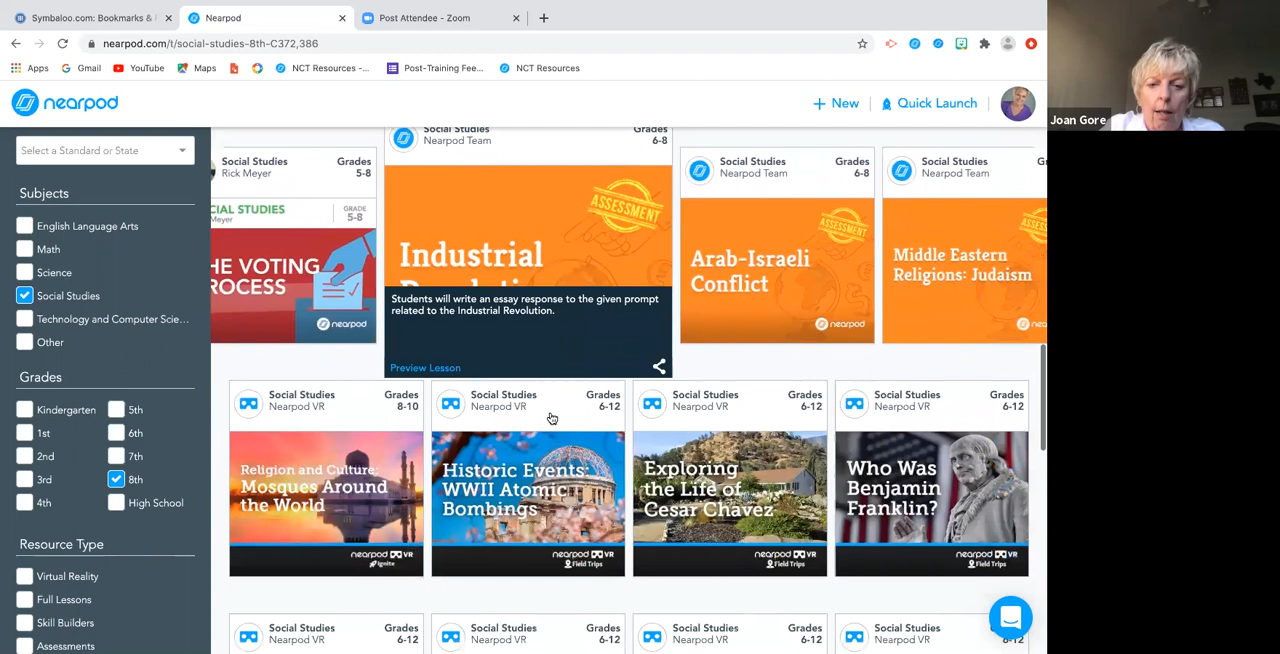 Symbaloo.com: Bookmarks &
Nearpod
Post Attendee - Zoom
nearpod.com/t/social-studies-8th-C372,386
Apps
Gmail
YouTube
Maps
NCT Resources -...
Post-Training Fee...
NCT Resources
nearpod
+ New
Quick Launch
Joan Gore
Select a Standard or State
Subjects
English Language Arts
Math
Science
Social Studies
Technology and Computer Scie...
Other
Grades
Kindergarten
5th
1st
6th
2nd
7th
3rd
8th
4th
High School
Resource Type
Virtual Reality
Full Lessons
Skill Builders
Assessments
Social Studies
Rick Meyer
Grades
5-8
CIAL STUDIES
Meyer
GRADE
5-8
HE VOTING
ROCESS
nearpod
Social Studies
Nearpod Team
Grades
6-8
ASSESSMENT
Industrial
Students will write an essay response to the given prompt
related to the Industrial Revolution.
Preview Lesson
Social Studies
Nearpod Team
Grades
6-8
ASSESSMENT
Arab-Israeli
Conflict
nearpod
Social Studies
Nearpod Team
Middle Eastern
Religions: Judaism
Social Studies
Nearpod VR
Grades
8-10
Religion and Culture:
Mosques Around
the World
nearpod VR
Ignite
Social Studies
Nearpod VR
Grades
6-12
Historic Events:
WWII Atomic
Bombings
nearpod VR
Field Trips
Social Studies
Nearpod VR
Grades
6-12
Exploring
the Life of
Cesar Chavez
nearpod VR
Field Trips
Social Studies
Nearpod VR
Grades
6-12
Who Was
Benjamin
Franklin?
nearpod VR
Field Trips
Social Studies
Nearpod VR
Grades
6-12
Social Studies
Nearpod VR
Grades
6-12
Social Studies
Nearpod VR
Grades
6-12
Social Studies
Nearpod VR
Grades
6-12